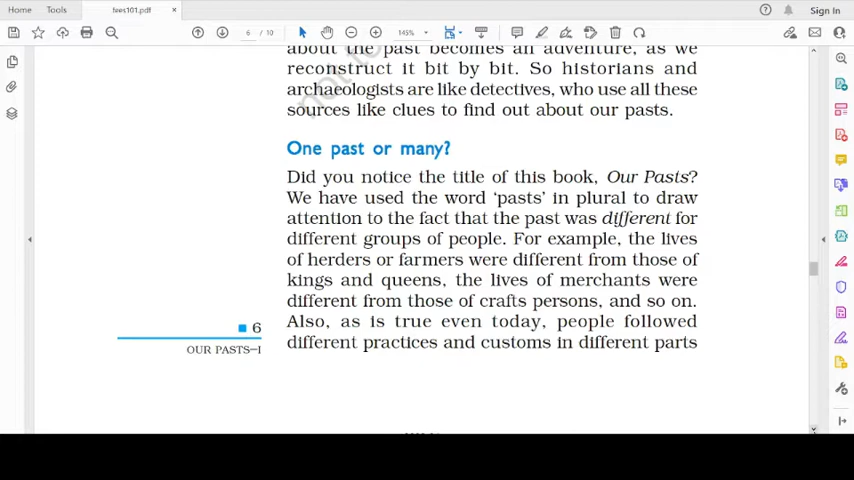 Home Tools fees101.pdf × Sign In
6 / 10 145%
about the past becomes an adventure, as we
reconstruct it bit by bit. So historians and
archaeologists are like detectives, who use all these
sources like clues to find out about our pasts.
One past or many?
Did you notice the title of this book, Our Pasts?
We have used the word ‘pasts’ in plural to draw
attention to the fact that the past was different for
different groups of people. For example, the lives
of herders or farmers were different from those of
kings and queens, the lives of merchants were
different from those of crafts persons, and so on.
Also, as is true even today, people followed
different practices and customs in different parts
■ 6
OUR PASTS–I